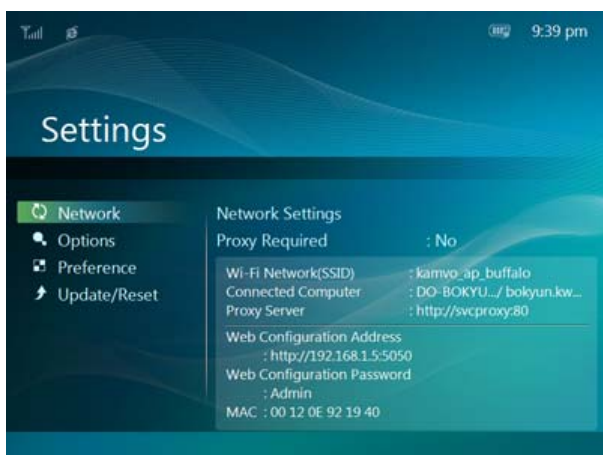 9:39 pm
Settings
Network
Options
Preference
Update/Reset
Network Settings
Proxy Required : No
Wi-Fi Network(SSID) : kamvo_ap_buffalo
Connected Computer : DO-BOKYU.../ bokyun.kw...
Proxy Server : http://svcproxy:80
Web Configuration Address
: http://192.168.1.5:5050
Web Configuration Password
: Admin
MAC : 00 12 0E 92 19 40